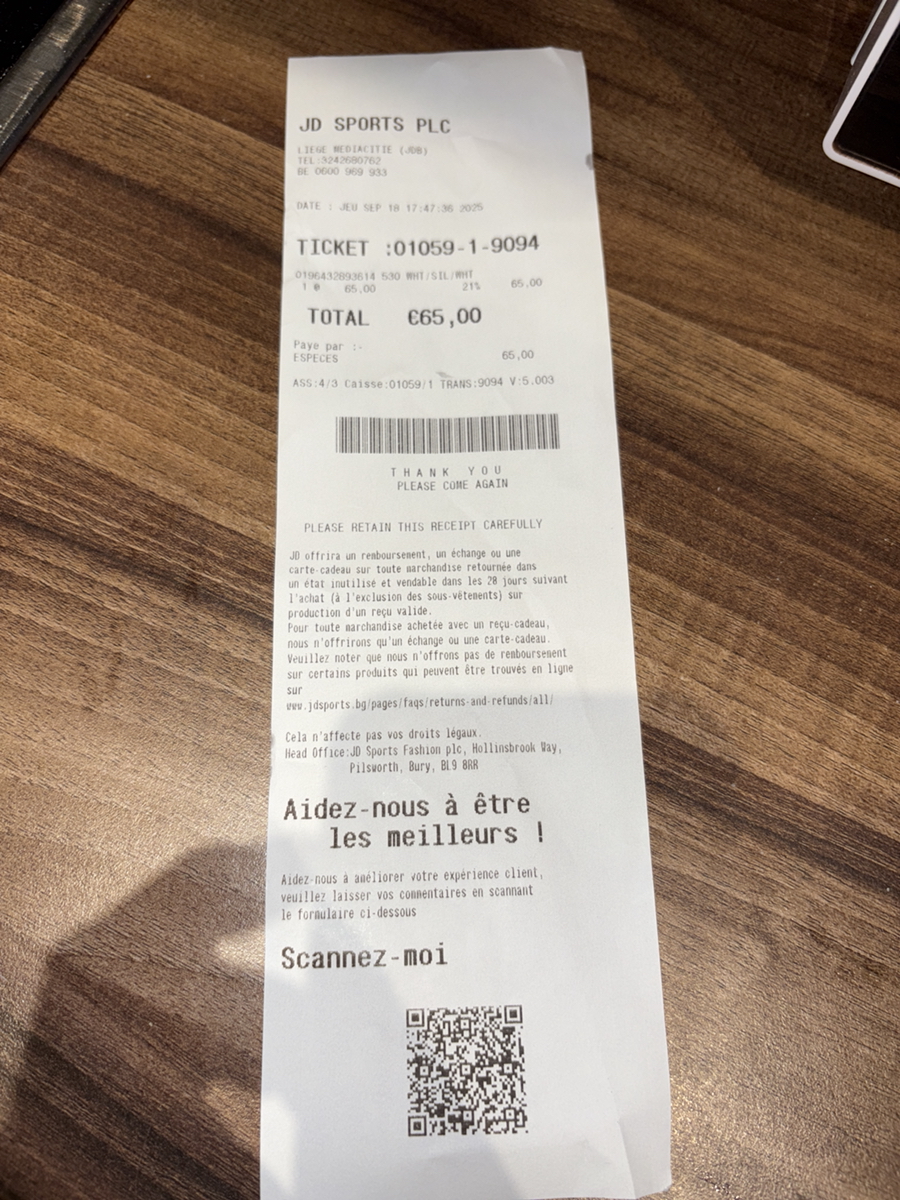 JD SPORTS PLC
LIEGE MEDIACITIE (JDB)
TEL:3242680762
BE 0600 969 933
DATE : JEU SEP 18 17:47:36 2025
TICKET :01059-1-9094
0196432893614 530 WHT/SIL/WHT
1 @ 65,00 21% 65,00
TOTAL €65,00
Paye par :-
ESPECES 65,00
ASS:4/3 Caisse:01059/1 TRANS:9094 V:5.003
THANK YOU
PLEASE COME AGAIN
PLEASE RETAIN THIS RECEIPT CAREFULLY
JD offrira un remboursement, un échange ou une
carte-cadeau sur toute marchandise retournée dans
un état inutilisé et vendable dans les 28 jours suivant
l'achat (à l'exclusion des sous-vêtements) sur
production d'un reçu valide.
Pour toute marchandise achetée avec un reçu-cadeau,
nous n'offrirons qu'un échange ou une carte-cadeau.
Veuillez noter que nous n'offrons pas de remboursement
sur certains produits qui peuvent être trouvés en ligne
sur
www.jdsports.bg/pages/faqs/returns-and-refunds/all/
Cela n'affecte pas vos droits légaux.
Head Office:JD Sports Fashion plc, Hollinsbrook Way,
Pilsworth, Bury, BL9 8RR
Aidez-nous à être
les meilleurs !
Aidez-nous à améliorer votre expérience client,
veuillez laisser vos commentaires en scannant
le formulaire ci-dessous
Scannez-moi